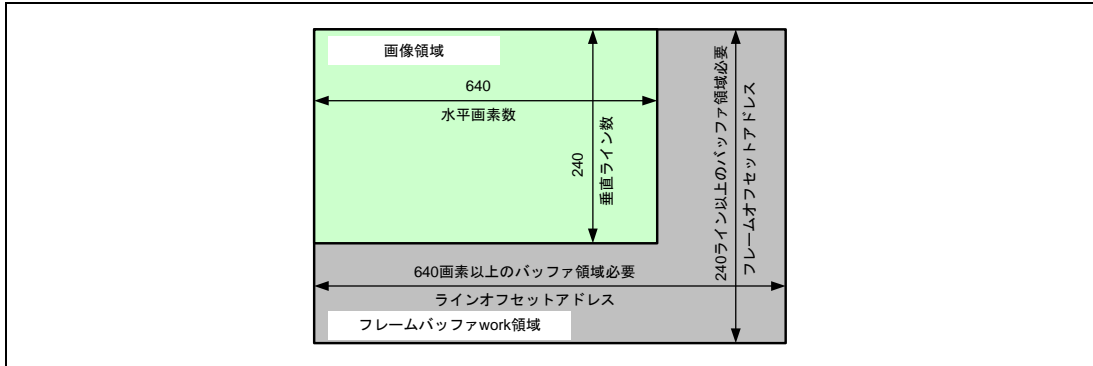 画像領域
640
水平画素数
240
垂直ライン数
240ライン以上のバッファ領域必要
フレームオフセットアドレス
640画素以上のバッファ領域必要
ラインオフセットアドレス
フレームバッファwork領域